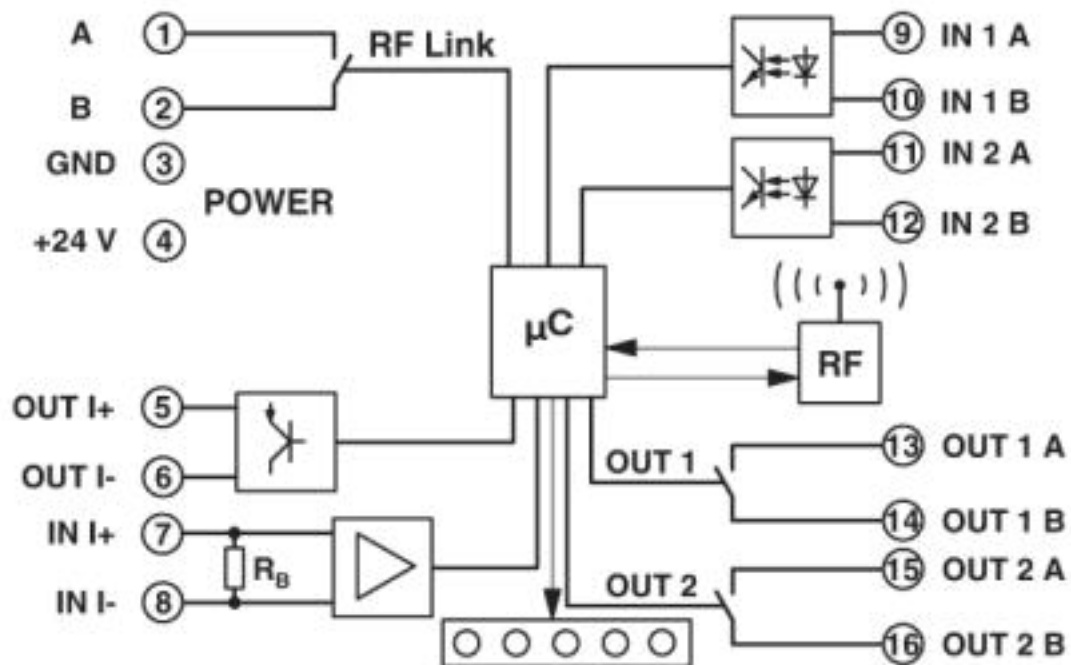 A 1
RF Link
B 2
GND 3
POWER
+24 V 4
9 IN 1 A
10 IN 1 B
11 IN 2 A
12 IN 2 B
µC
RF
OUT I+ 5
OUT I- 6
IN I+ 7
RB
IN I- 8
OUT 1
13 OUT 1 A
14 OUT 1 B
OUT 2
15 OUT 2 A
16 OUT 2 B